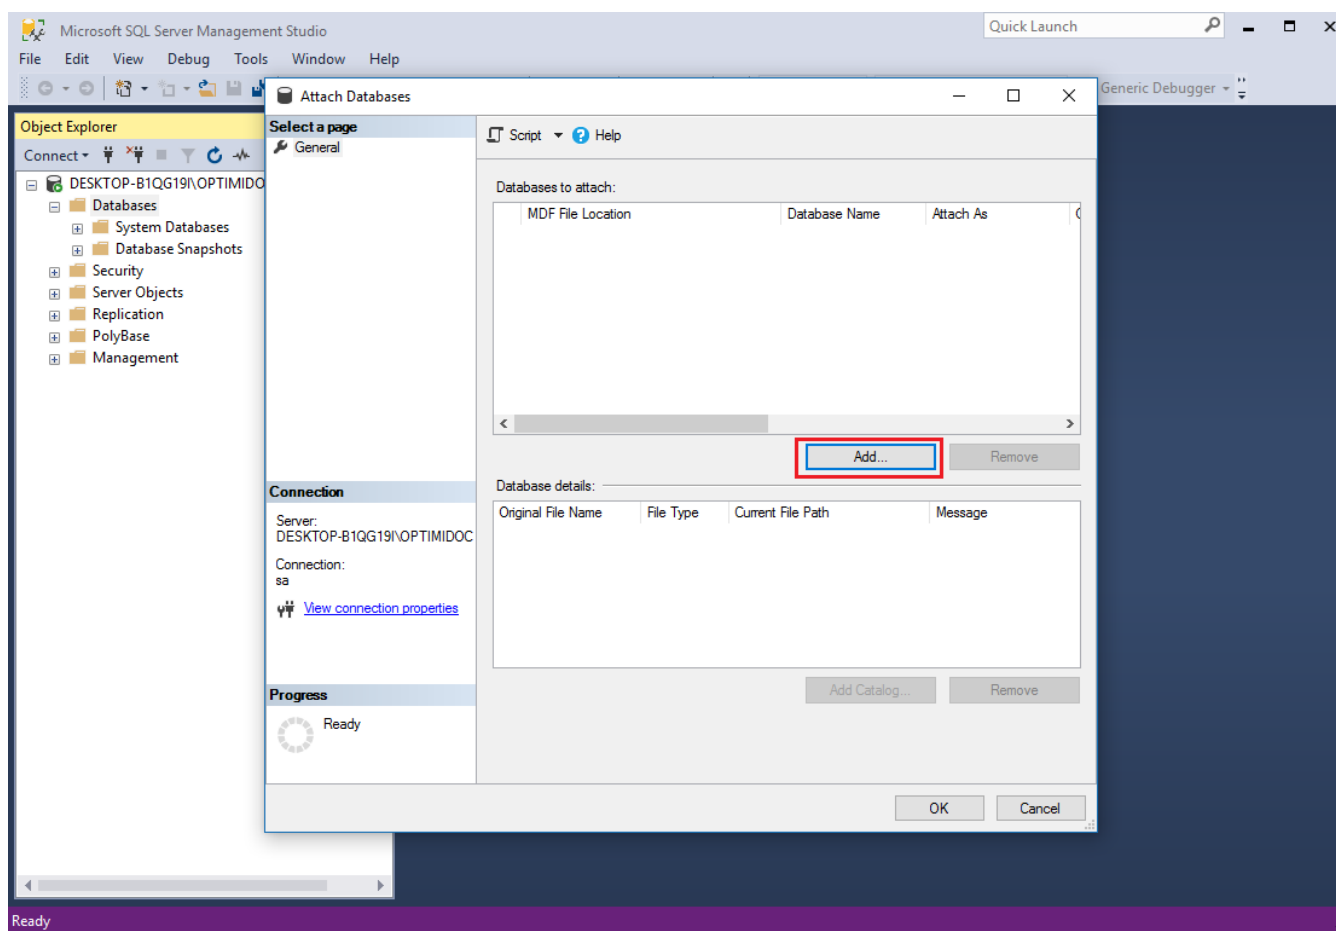 Microsoft SQL Server Management Studio
Quick Launch
File Edit View Debug Tools Window Help
Generic Debugger
Attach Databases
Object Explorer
Connect
DESKTOP-B1QG19I\OPTIMIDO
Databases
System Databases
Database Snapshots
Security
Server Objects
Replication
PolyBase
Management
Select a page
General
Script Help
Databases to attach:
MDF File Location Database Name Attach As
Add... Remove
Database details:
Original File Name File Type Current File Path Message
Connection
Server:
DESKTOP-B1QG19I\OPTIMIDOC
Connection:
sa
View connection properties
Add Catalog... Remove
Progress
Ready
OK Cancel
Ready